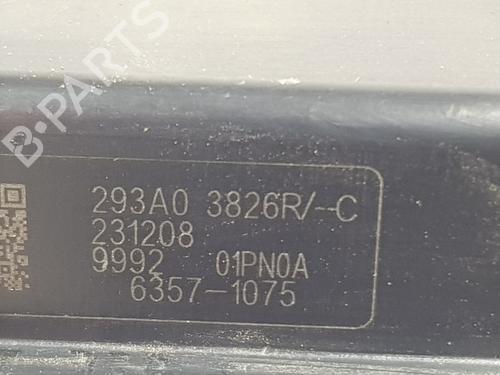 B-PARTS
293A0 3826R/--C
231208
9992 01PN0A
6357-1075